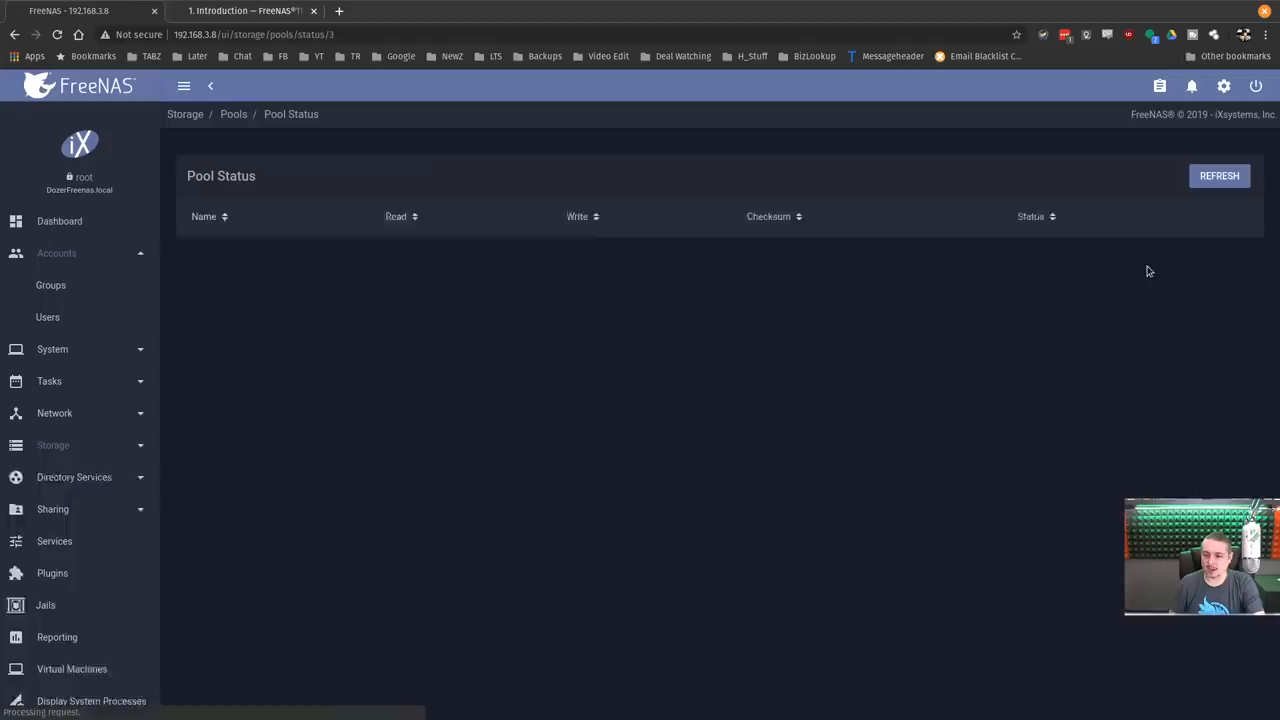 FreeNAS - 192.168.3.8
1. Introduction — FreeNAS®11
Not secure
192.168.3.8/ui/storage/pools/status/3
Apps
Bookmarks
TABZ
Later
Chat
FB
YT
TR
Google
NewZ
LTS
Backups
Video Edit
Deal Watching
H_Stuff
BizLookup
Messageheader
Email Blacklist C...
Other bookmarks
FreeNAS
Storage / Pools / Pool Status
FreeNAS® © 2019 - iXsystems, Inc.
iX
root
DozerFreenas.local
Dashboard
Accounts
Groups
Users
System
Tasks
Network
Storage
Directory Services
Sharing
Services
Plugins
Jails
Reporting
Virtual Machines
Display System Processes
Pool Status
REFRESH
Name
Read
Write
Checksum
Status
Processing request.